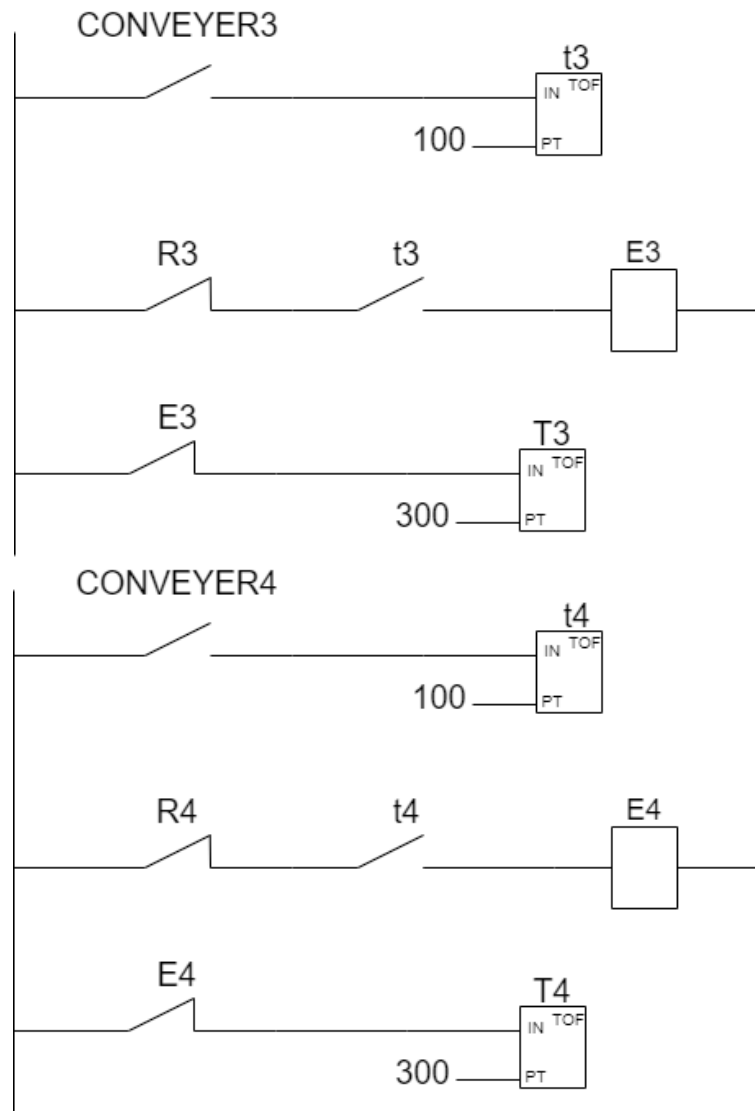 CONVEYER3
t3
IN TOF
100 PT
R3 t3 E3
E3
T3
IN TOF
300 PT
CONVEYER4
t4
IN TOF
100 PT
R4 t4 E4
E4
T4
IN TOF
300 PT